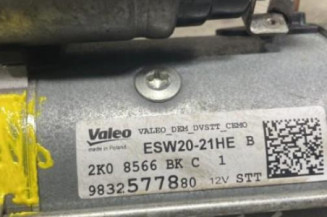 Valeo VALEO_DEM_DVSTT_CHMO
made in Poland ESW20-21HE B
2K0 8566 BK C 1
9832577880 12V STT